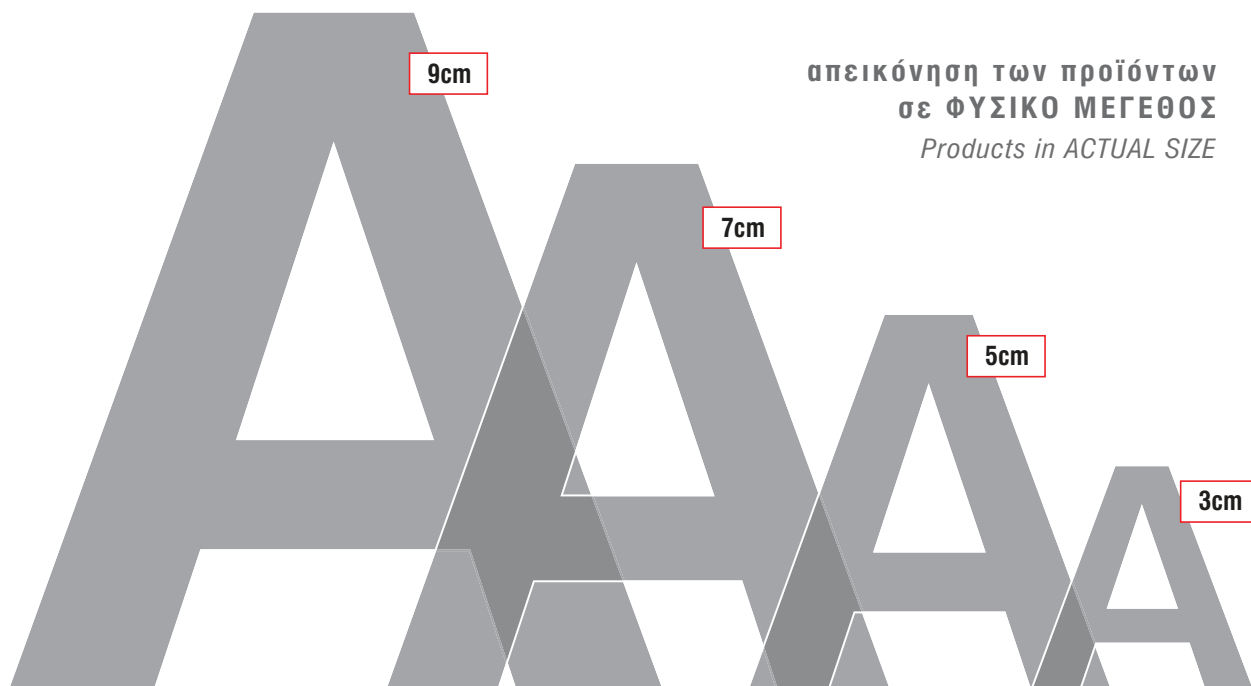 9cm
απεικόνηση των προϊόντων
σε ΦΥΣΙΚΟ ΜΕΓΕΘΟΣ
Products in ACTUAL SIZE
7cm
5cm
3cm
A A A A